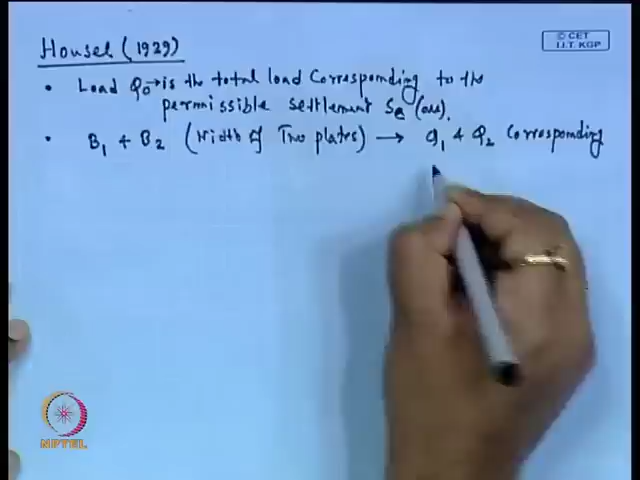 Housel (1929)
© CET
I.I.T. KGP
• Load Q0 → is the total load Corresponding to the
permissible settlement Se (all).
• B1 & B2 (Width of Two plates) → Q1 & Q2 Corresponding
NPTEL